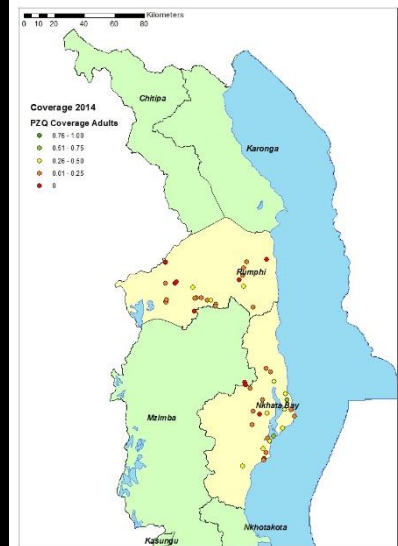 0 10 20 40 60 80 Kilometers
Chitipa
Karonga
Coverage 2014
PZQ Coverage Adults
0.76 - 1.00
0.51 - 0.75
0.26 - 0.50
0.01 - 0.25
0
Rumphi
Nkhata Bay
Mzimba
Nkhotakota
Kasungu